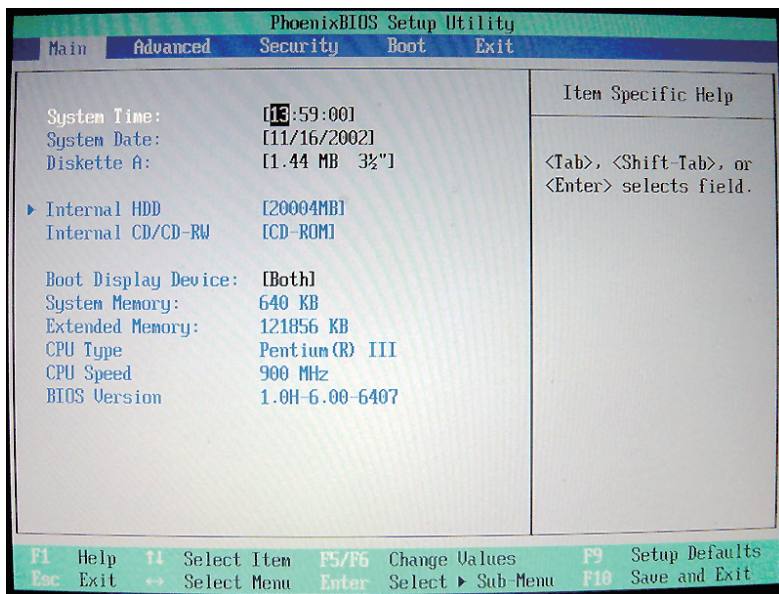 PhoenixBIOS Setup Utility
Main Advanced Security Boot Exit
Item Specific Help
System Time: [13:59:00]
System Date: [11/16/2002]
Diskette A: [1.44 MB 3½"]
<Tab>, <Shift-Tab>, or
<Enter> selects field.
▶ Internal HDD [20004MB]
Internal CD/CD-RW [CD-ROM]
Boot Display Device: [Both]
System Memory: 640 KB
Extended Memory: 121856 KB
CPU Type Pentium(R) III
CPU Speed 900 MHz
BIOS Version 1.0H-6.00-6407
F1 Help ↑↓ Select Item F5/F6 Change Values F9 Setup Defaults
Esc Exit ↔ Select Menu Enter Select ▶ Sub-Menu F10 Save and Exit